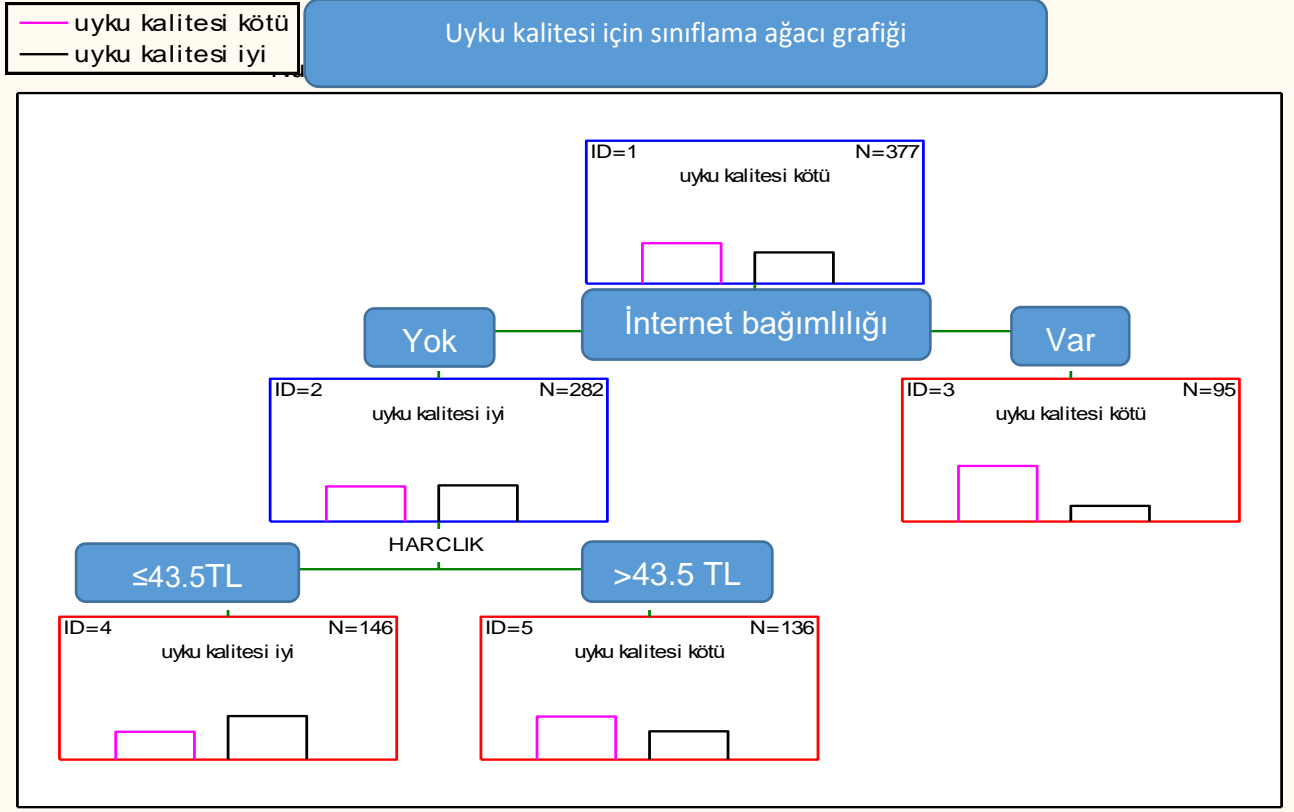 uyku kalitesi kötü
uyku kalitesi iyi
Uyku kalitesi için sınıflama ağacı grafiği
ID=1 N=377
uyku kalitesi kötü
İnternet bağımlılığı
Yok
Var
ID=2 N=282
uyku kalitesi iyi
ID=3 N=95
uyku kalitesi kötü
HARCLIK
≤43.5TL
>43.5 TL
ID=4 N=146
uyku kalitesi iyi
ID=5 N=136
uyku kalitesi kötü